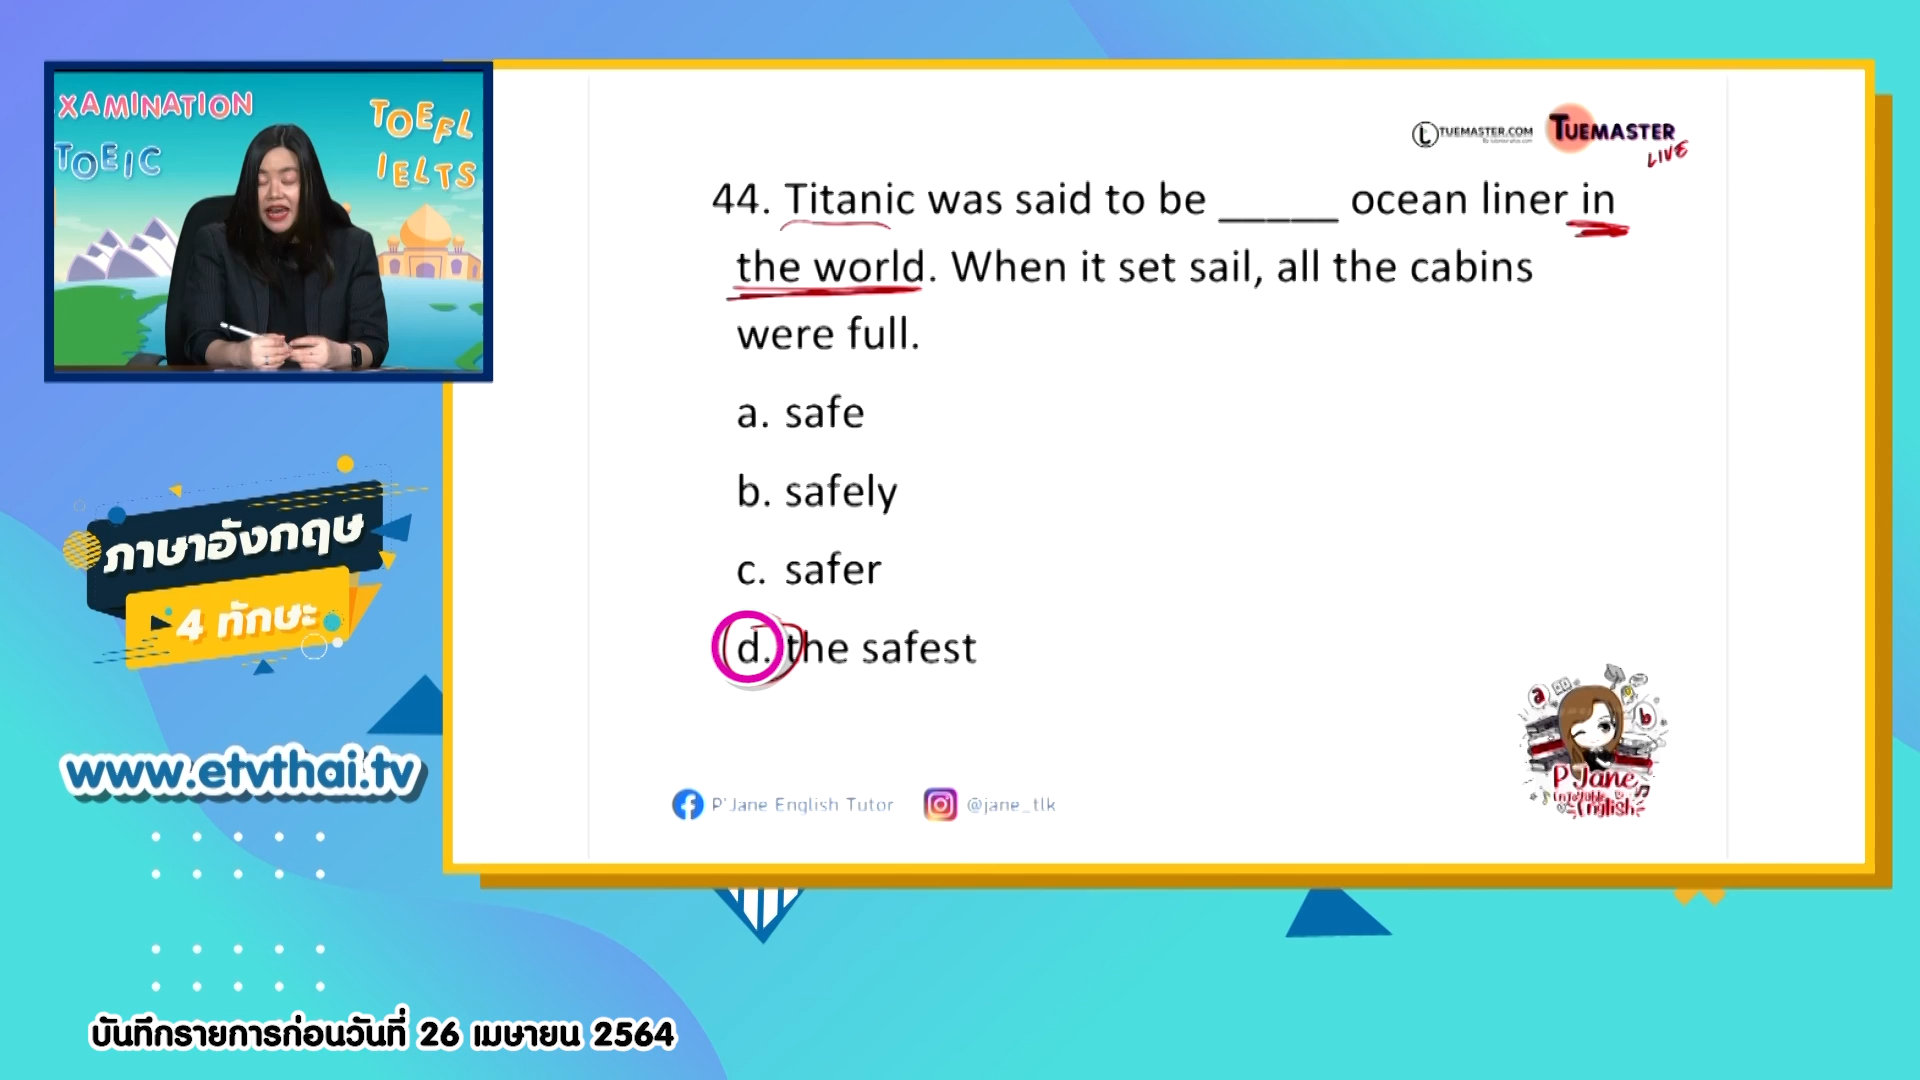 XAMINATION
TOEIC
TOEFL
IELTS
TUEMASTER.COM
TUEMASTER
LIVE
44. Titanic was said to be _____ ocean liner in
the world. When it set sail, all the cabins
were full.
a. safe
b. safely
c. safer
d. the safest
ภาษาอังกฤษ
4 ทักษะ
www.etvthai.tv
a
b
P'Jane
Enjoyable
English
P'Jane English Tutor
@jane_tlk
บันทึกรายการก่อนวันที่ 26 เมษายน 2564